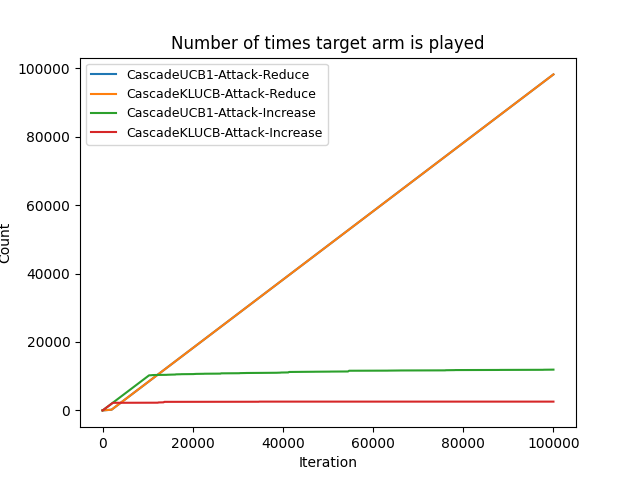 Number of times target arm is played
100000
80000
60000
40000
20000
0
Count
CascadeUCB1-Attack-Reduce
CascadeKLUCB-Attack-Reduce
CascadeUCB1-Attack-Increase
CascadeKLUCB-Attack-Increase
0 20000 40000 60000 80000 100000
Iteration